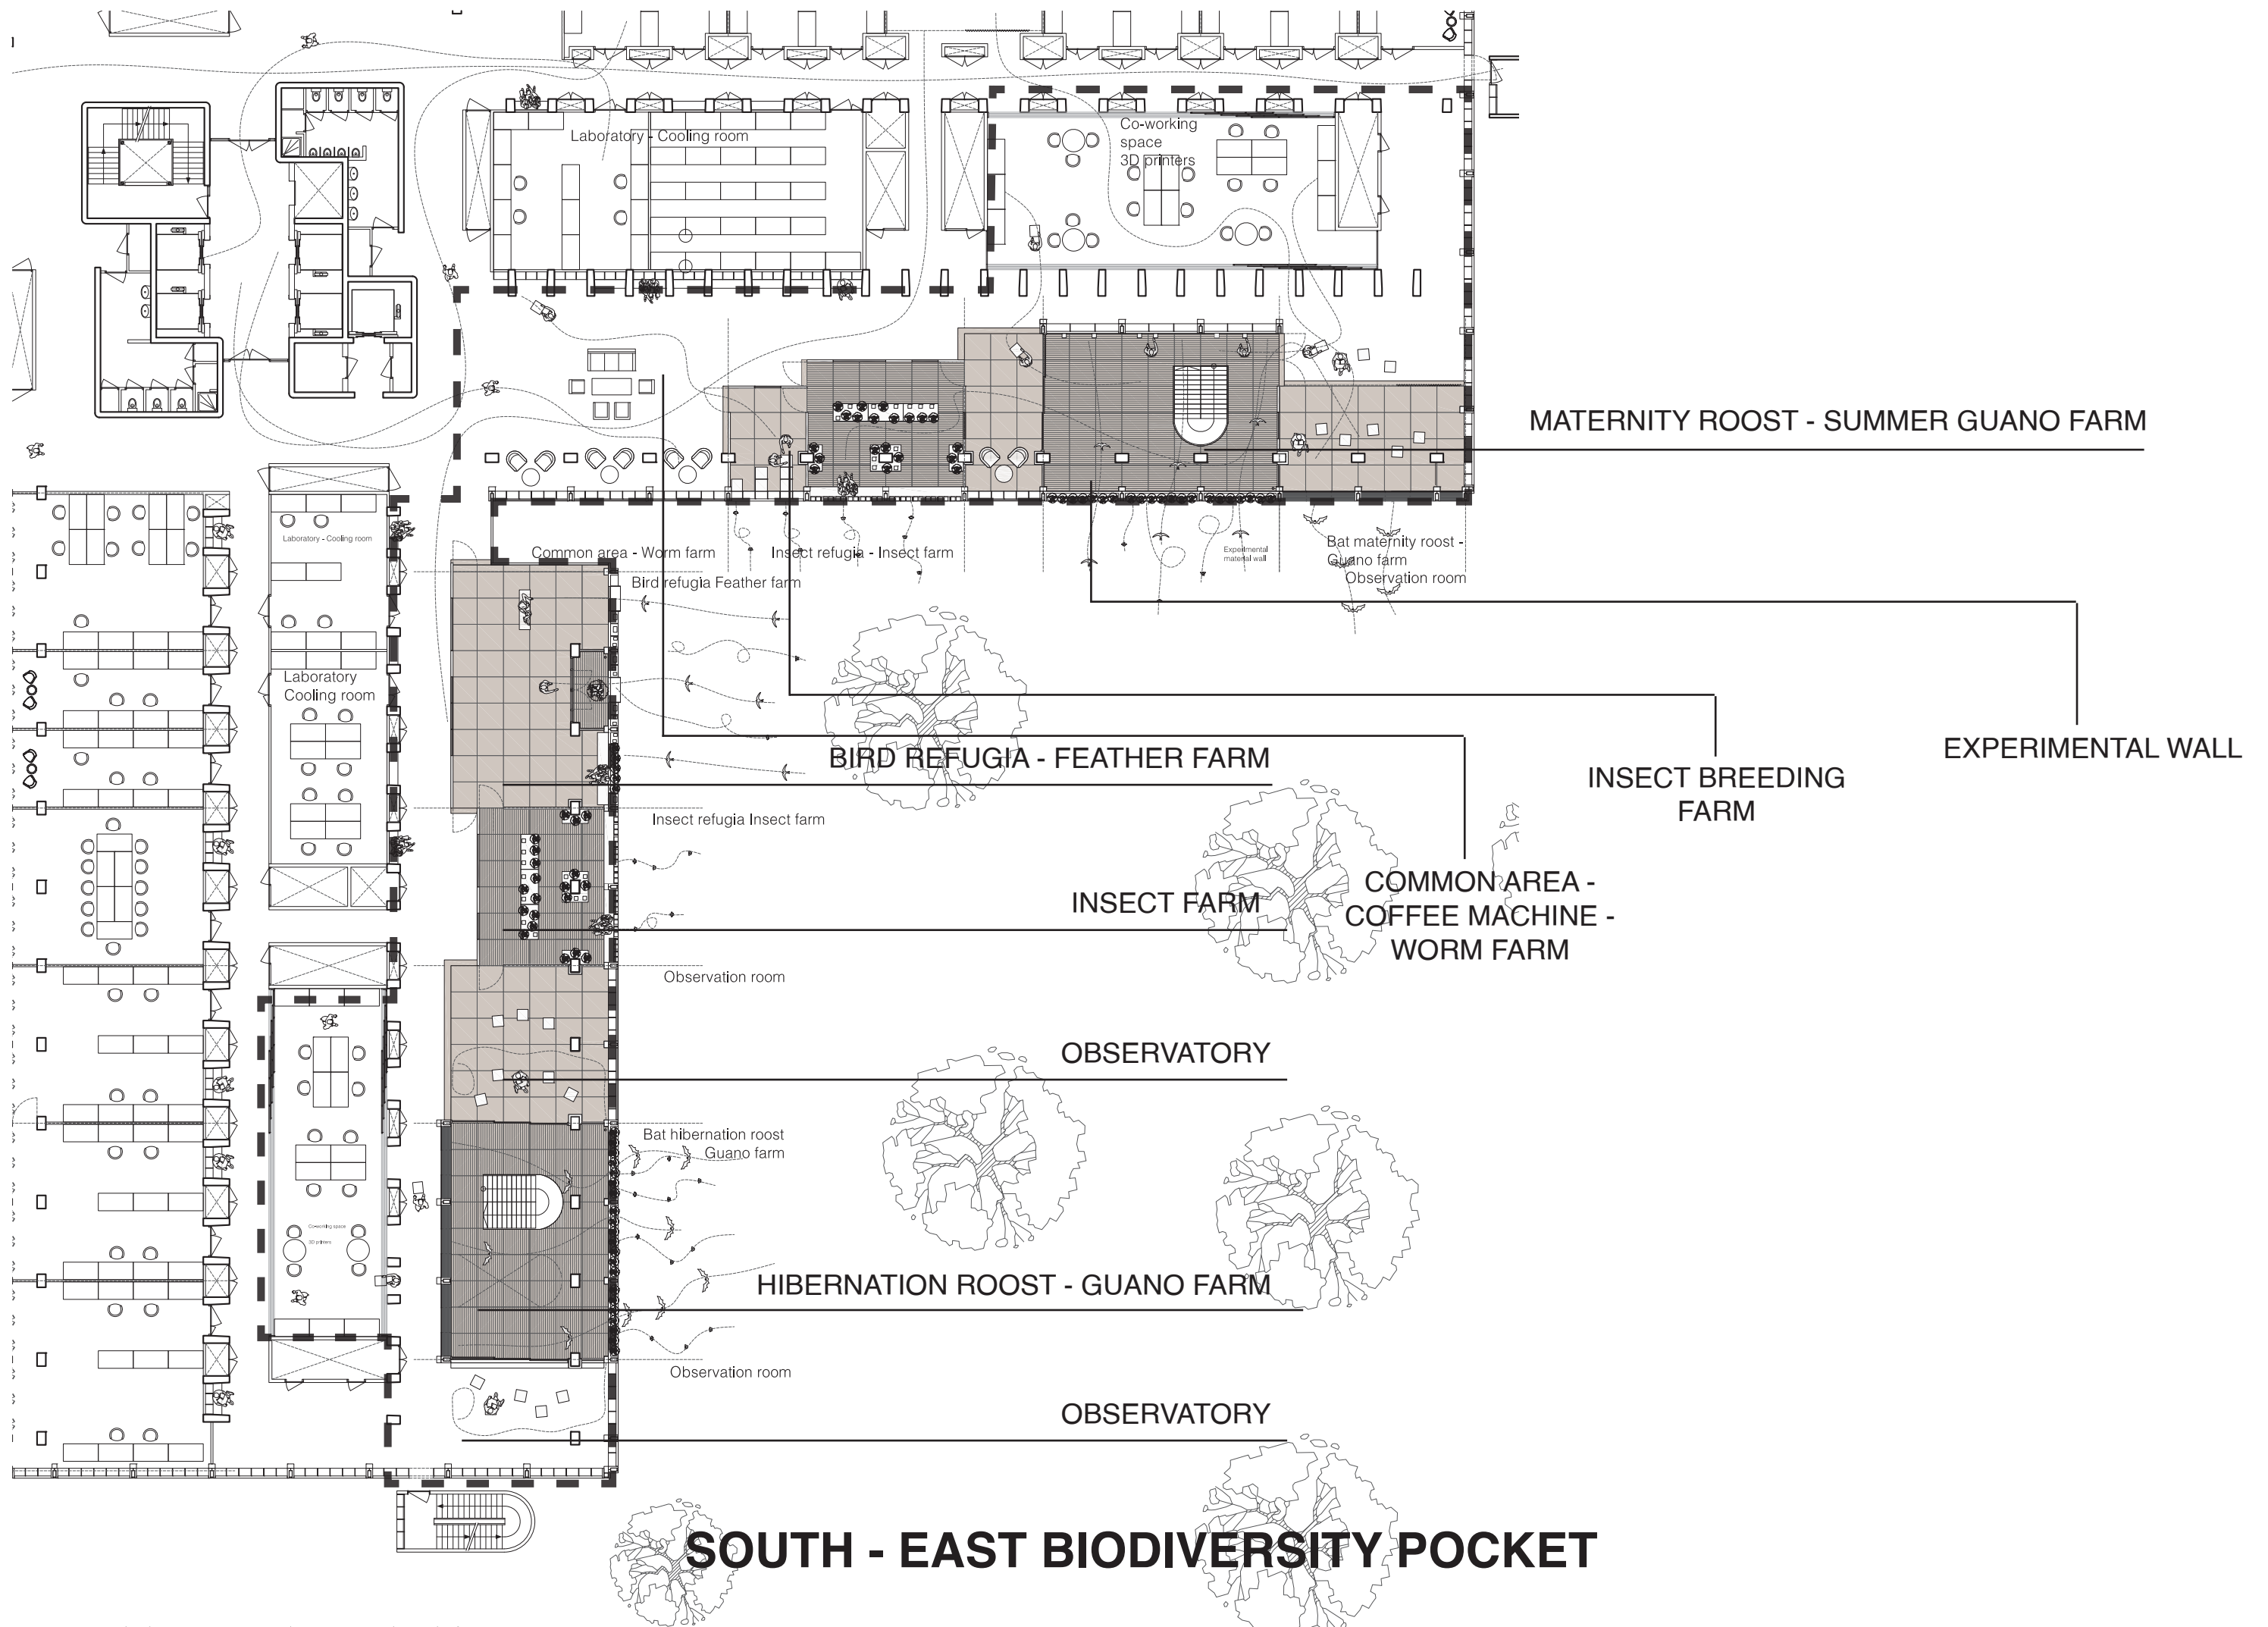 Laboratory - Cooling room
Co-working
space
3D printers
MATERNITY ROOST - SUMMER GUANO FARM
Laboratory - Cooling room
Common area - Worm farm
Insect refugia - Insect farm
Experimental
material wall
Bat maternity roost -
Guano farm
Observation room
Bird refugia Feather farm
Laboratory
Cooling room
BIRD REFUGIA - FEATHER FARM
EXPERIMENTAL WALL
INSECT BREEDING
FARM
Insect refugia Insect farm
INSECT FARM
COMMON AREA -
COFFEE MACHINE -
WORM FARM
Observation room
OBSERVATORY
Bat hibernation roost
Guano farm
Co-working space
3D printers
HIBERNATION ROOST - GUANO FARM
Observation room
OBSERVATORY
SOUTH - EAST BIODIVERSITY POCKET